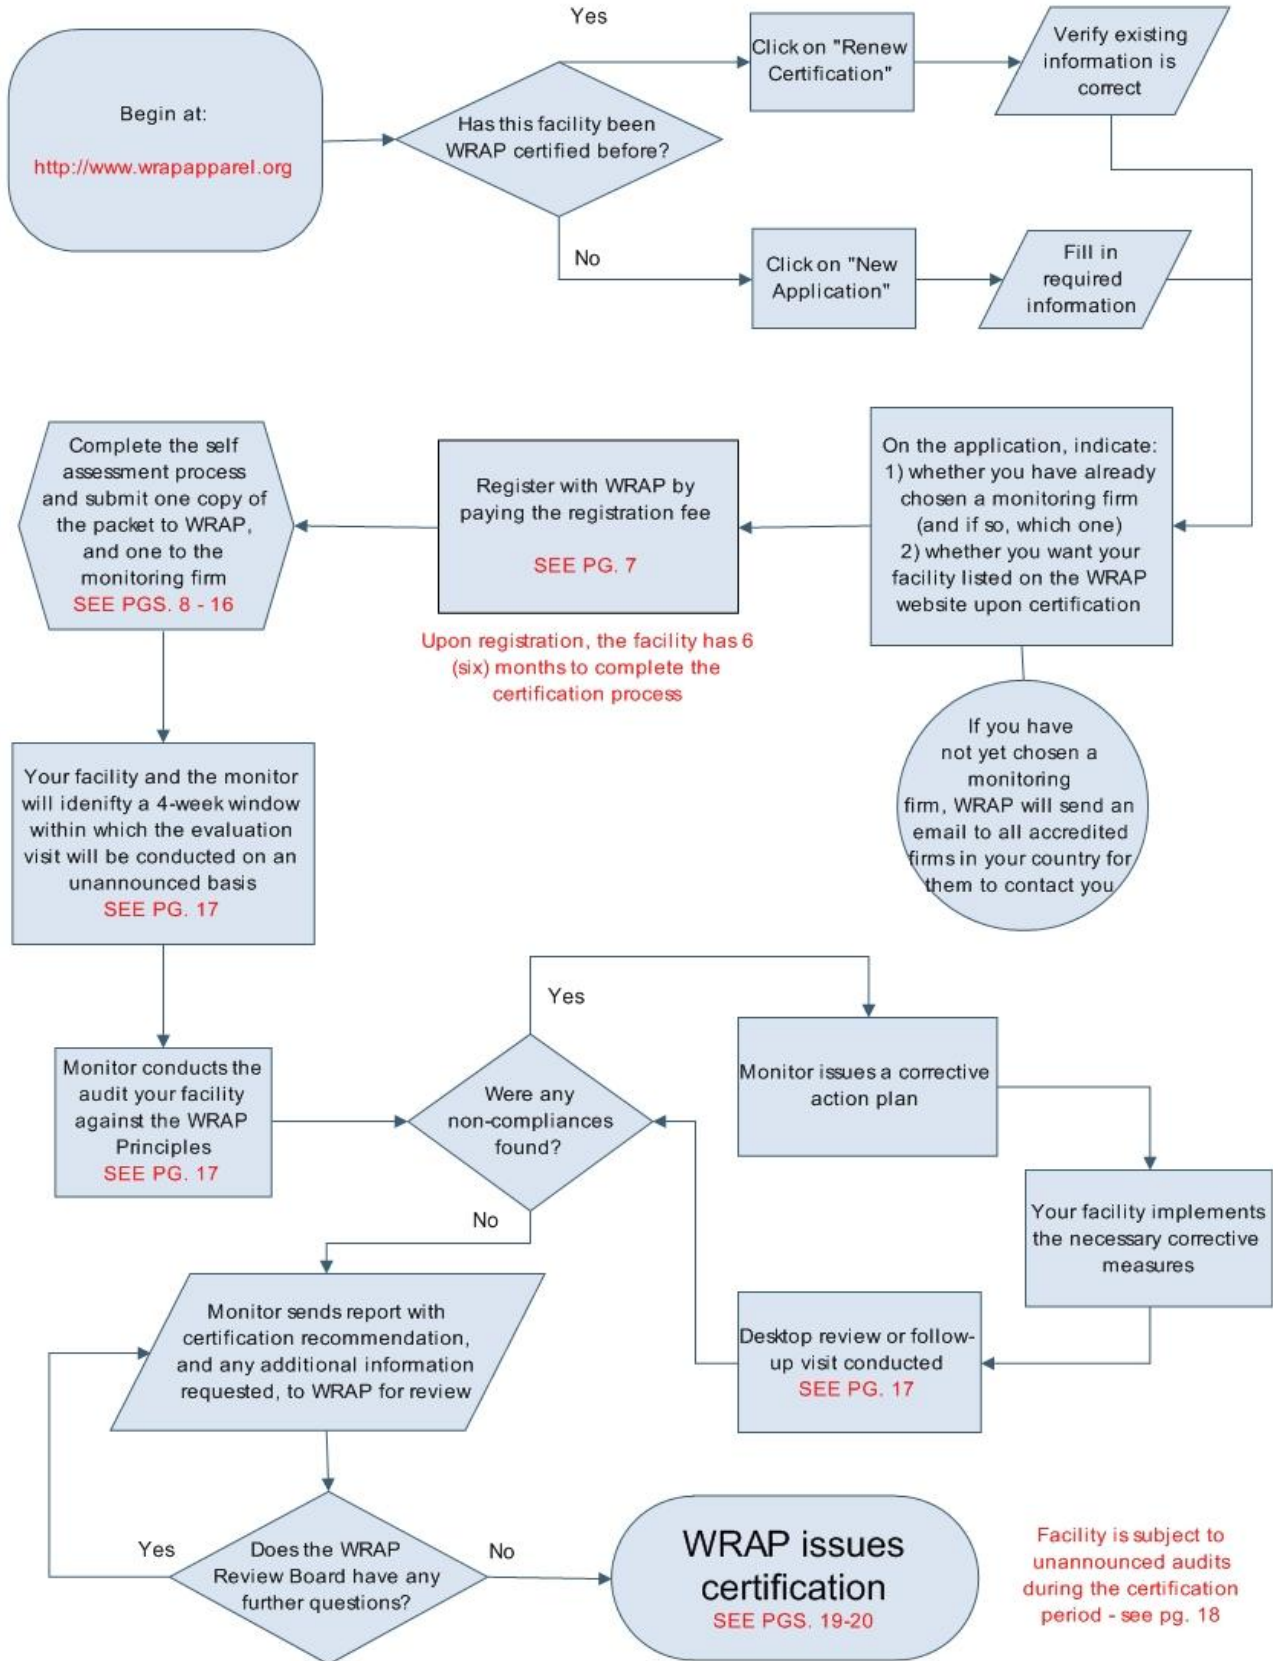 Begin at:
http://www.wrapapparel.org
Has this facility been
WRAP certified before?
Yes
Click on "Renew
Certification"
Verify existing
information is
correct
No
Click on "New
Application"
Fill in
required
information
On the application, indicate:
1) whether you have already
chosen a monitoring firm
(and if so, which one)
2) whether you want your
facility listed on the WRAP
website upon certification
If you have
not yet chosen a
monitoring
firm, WRAP will send an
email to all accredited
firms in your country for
them to contact you
Register with WRAP by
paying the registration fee
SEE PG. 7
Upon registration, the facility has 6
(six) months to complete the
certification process
Complete the self
assessment process
and submit one copy of
the packet to WRAP,
and one to the
monitoring firm
SEE PGS. 8 - 16
Your facility and the monitor
will idenifty a 4-week window
within which the evaluation
visit will be conducted on an
unannounced basis
SEE PG. 17
Monitor conducts the
audit your facility
against the WRAP
Principles
SEE PG. 17
Were any
non-compliances
found?
Yes
Monitor issues a corrective
action plan
Your facility implements
the necessary corrective
measures
Desktop review or follow-
up visit conducted
SEE PG. 17
No
Monitor sends report with
certification recommendation,
and any additional information
requested, to WRAP for review
Does the WRAP
Review Board have any
further questions?
Yes
No
WRAP issues
certification
SEE PGS. 19-20
Facility is subject to
unannounced audits
during the certification
period - see pg. 18